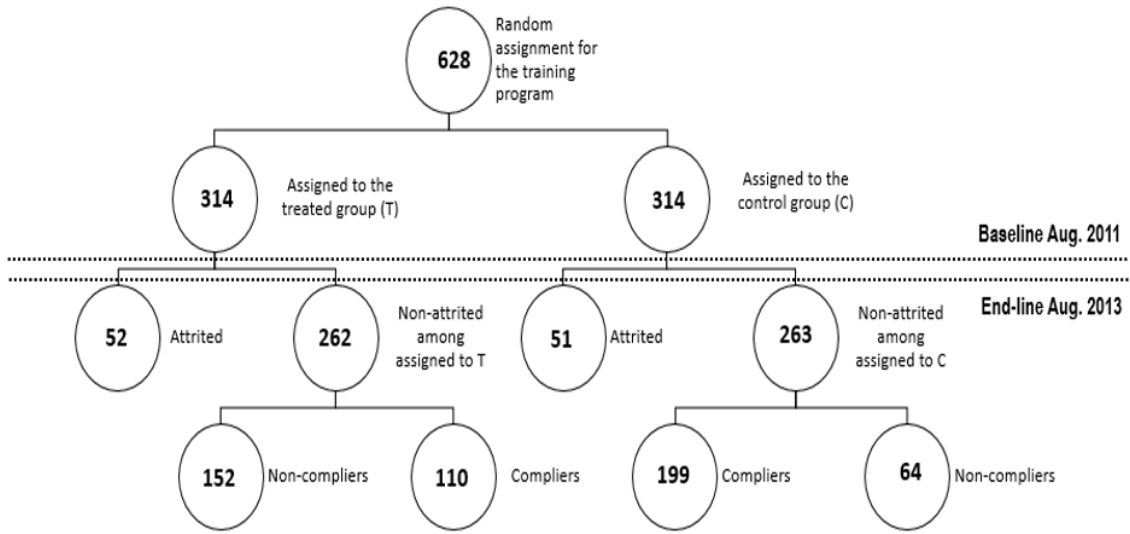 628
Random
assignment for
the training
program
314
Assigned to the
treated group (T)
314
Assigned to the
control group (C)
Baseline Aug. 2011
End-line Aug. 2013
52
Attrited
262
Non-attrited
among
assigned to T
51
Attrited
263
Non-attrited
among
assigned to C
152
Non-compliers
110
Compliers
199
Compliers
64
Non-compliers